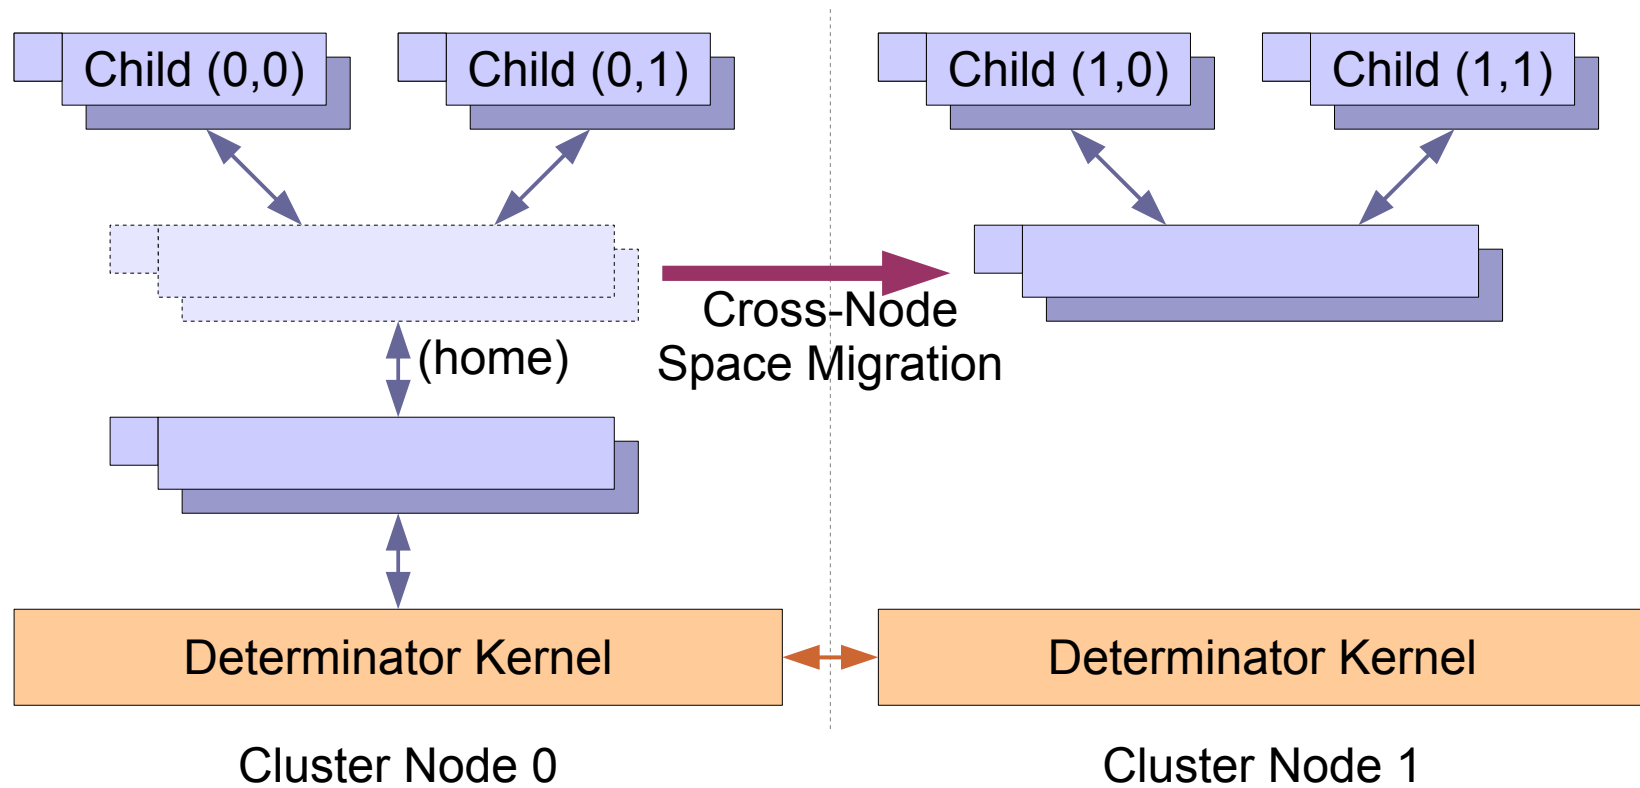 Child (0,0)
Child (0,1)
Child (1,0)
Child (1,1)
Cross-Node
Space Migration
(home)
Determinator Kernel
Determinator Kernel
Cluster Node 0
Cluster Node 1